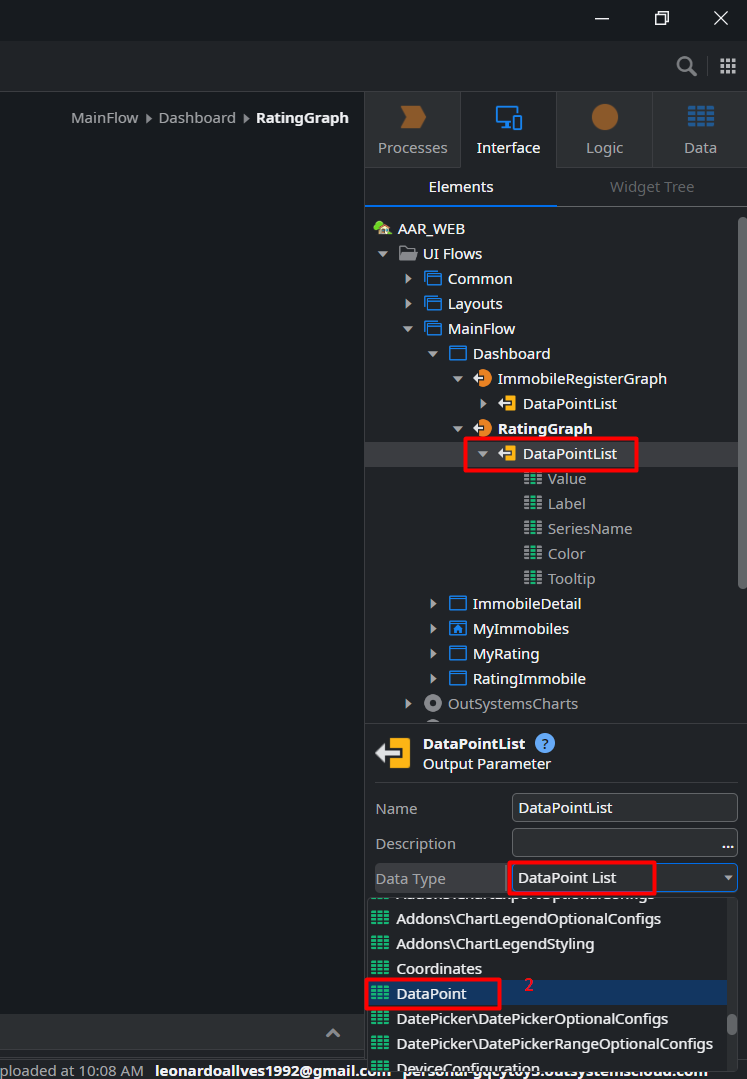 MainFlow Dashboard RatingGraph
Processes Interface Logic Data
Elements Widget Tree
AAR_WEB
UI Flows
Common
Layouts
MainFlow
Dashboard
ImmobileRegisterGraph
DataPointList
RatingGraph
DataPointList
Value
Label
SeriesName
Color
Tooltip
ImmobileDetail
MyImmobiles
MyRating
RatingImmobile
OutSystemsCharts
DataPointList ?
Output Parameter
Name DataPointList
Description ...
Data Type DataPoint List
Addons\ChartLegendOptionalConfigs
Addons\ChartLegendStyling
Coordinates
DataPoint 2
DatePicker\DatePickerOptionalConfigs
DatePicker\DatePickerRangeOptionalConfigs
DeviceConfiguration
ploaded at 10:08 AM leonardoallves1992@gmail.com